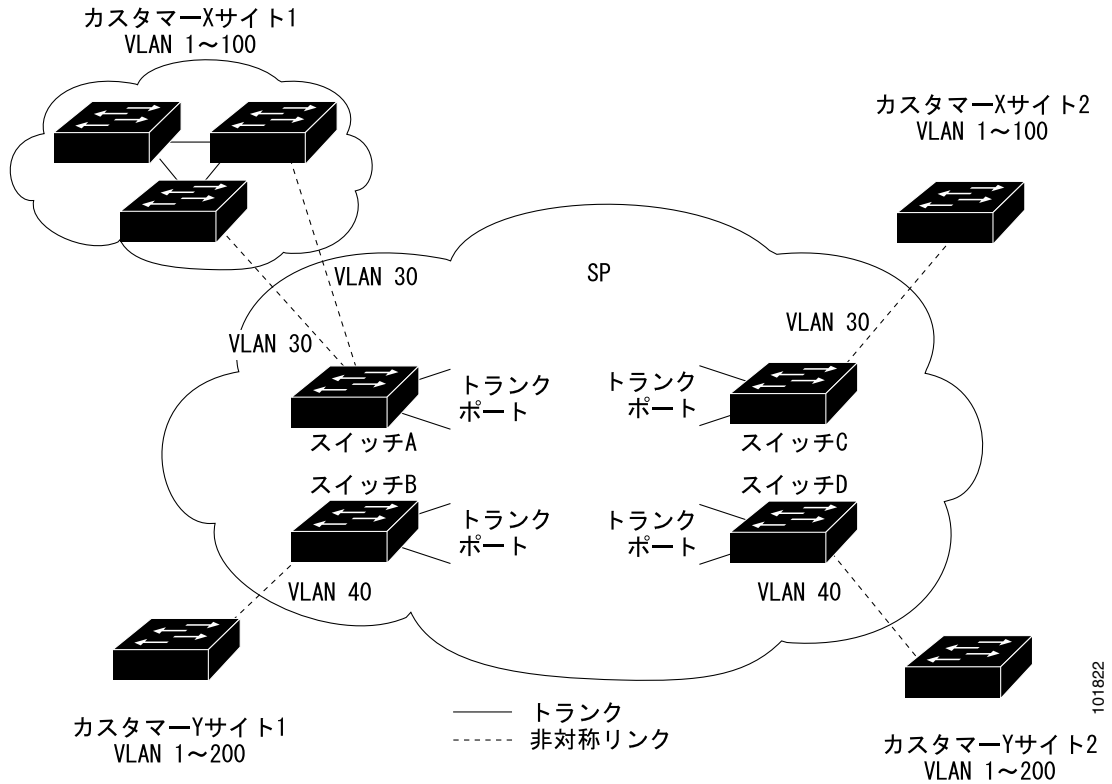 カスタマーXサイト1
VLAN 1～100
カスタマーXサイト2
VLAN 1～100
VLAN 30
SP
VLAN 30
VLAN 30
トランク
ポート
トランク
ポート
スイッチA
スイッチC
スイッチB
スイッチD
トランク
ポート
トランク
ポート
VLAN 40
VLAN 40
カスタマーYサイト1
VLAN 1～200
トランク
非対称リンク
カスタマーYサイト2
VLAN 1～200
101822